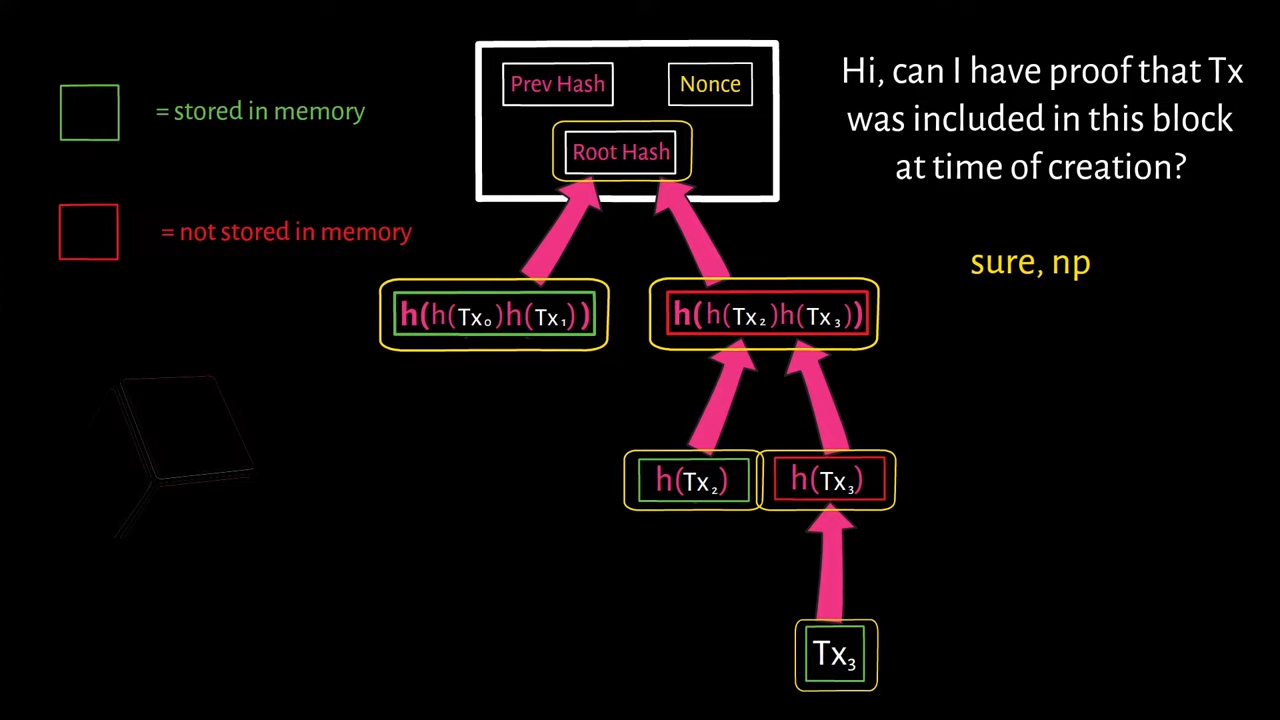 Prev Hash
Nonce
Root Hash
Hi, can I have proof that Tx
was included in this block
at time of creation?
sure, np
= stored in memory
= not stored in memory
h(h(Tx₀)h(Tx₁))
h(h(Tx₂)h(Tx₃))
h(Tx₂)
h(Tx₃)
Tx₃